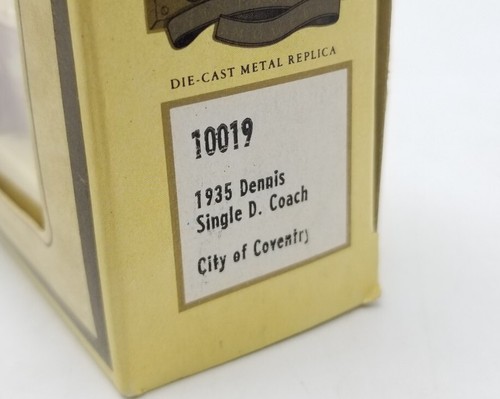 DIE-CAST METAL REPLICA
10019
1935 Dennis
Single D. Coach
City of Coventry